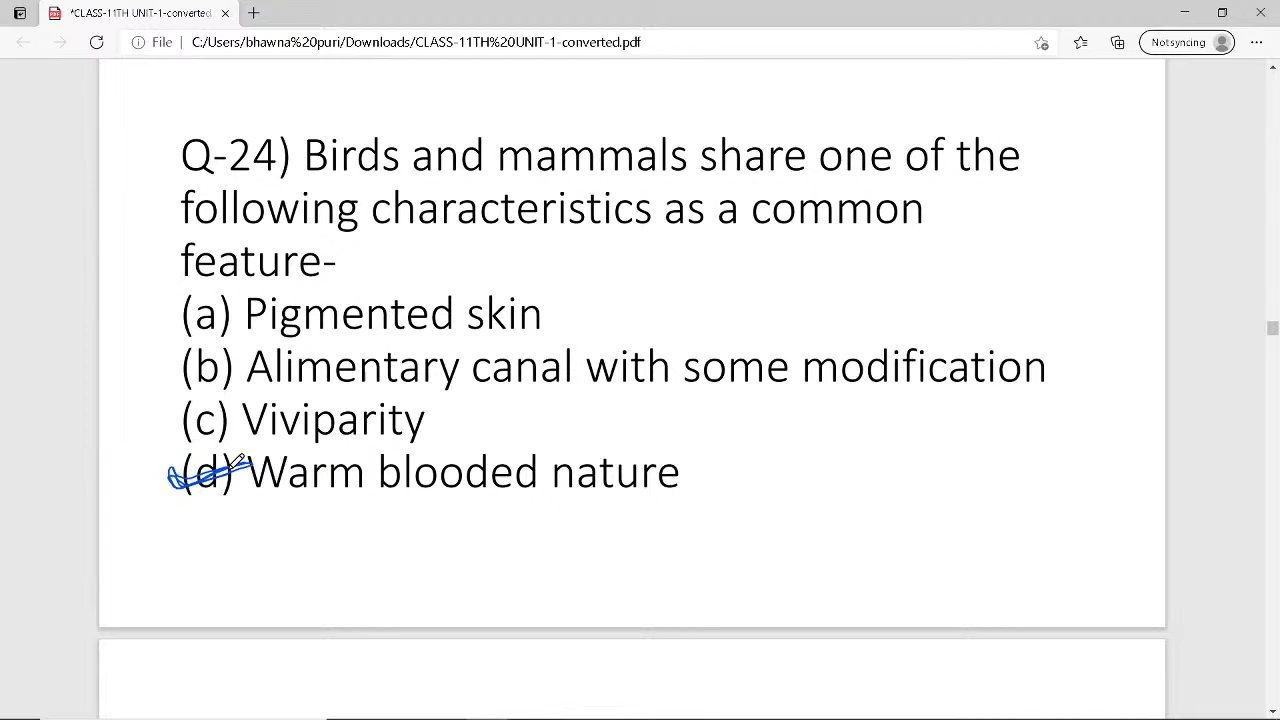 *CLASS-11TH UNIT-1-converted
File | C:/Users/bhawna%20puri/Downloads/CLASS-11TH%20UNIT-1-converted.pdf
Not syncing
Q-24) Birds and mammals share one of the
following characteristics as a common
feature-
(a) Pigmented skin
(b) Alimentary canal with some modification
(c) Viviparity
(d) Warm blooded nature